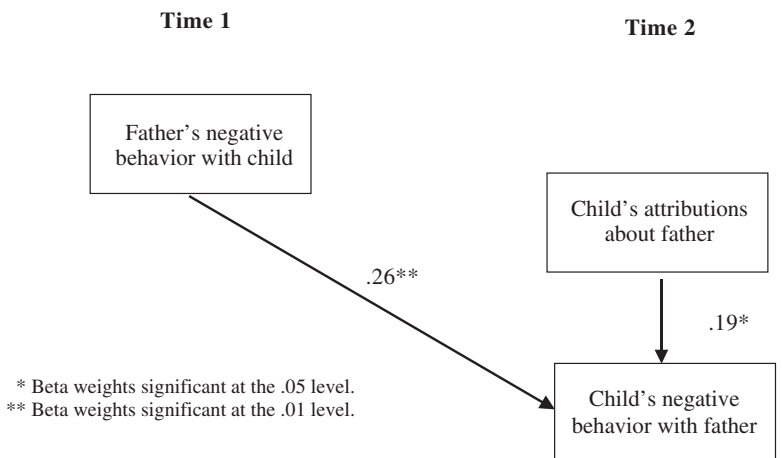 Time 1
Time 2
Father’s negative
behavior with child
Child’s attributions
about father
.26**
.19*
* Beta weights significant at the .05 level.
** Beta weights significant at the .01 level.
Child’s negative
behavior with father